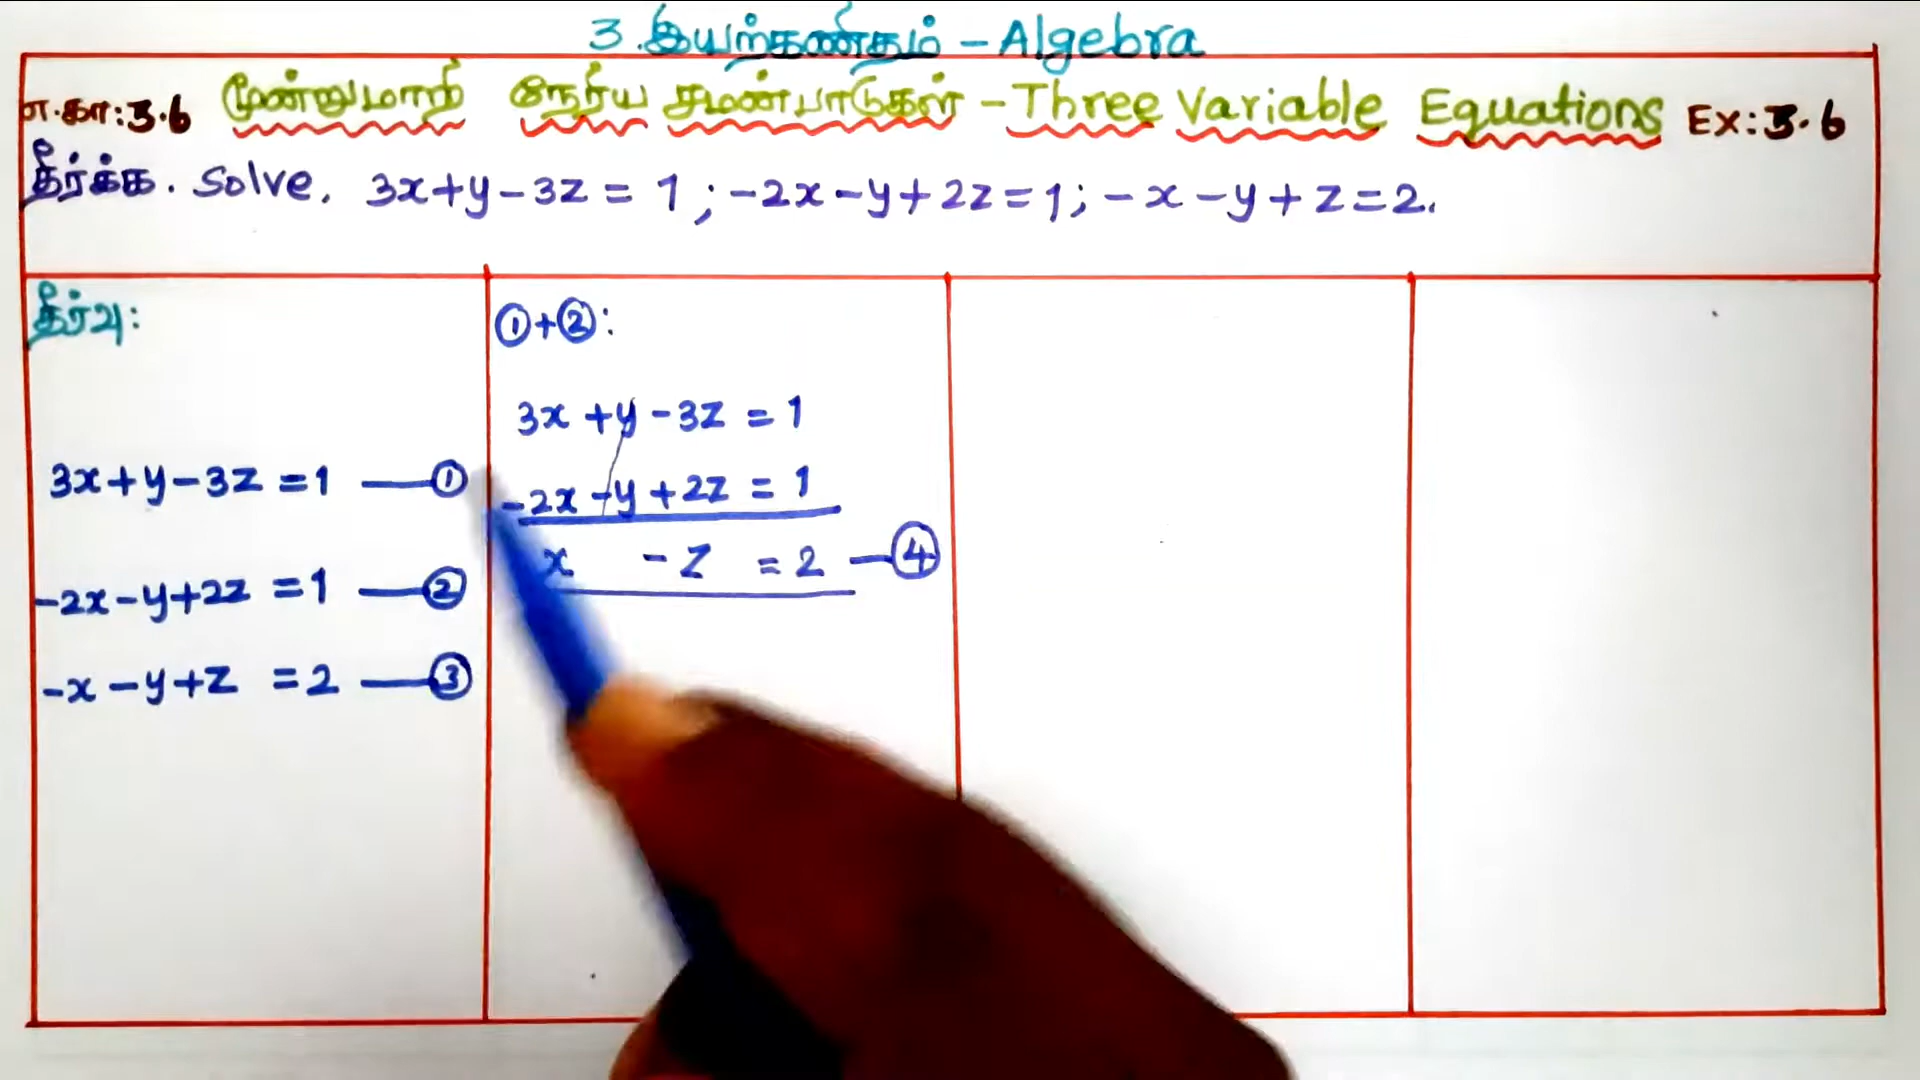 3. இயற்கணிதம் - Algebra
எ.கா:3.6 மூன்றுமாறி நேரிய சமன்பாடுகள் - Three Variable Equations Ex:3.6
தீர்க்க. Solve. 3x+y-3z = 1 ; -2x-y+2z=1; -x-y+z=2.
தீர்வு:
3x+y-3z =1 —①
-2x-y+2z =1 —②
-x-y+z =2 —③
①+②:
3x +y -3z = 1
-2x -y +2z = 1
x -z = 2 —④